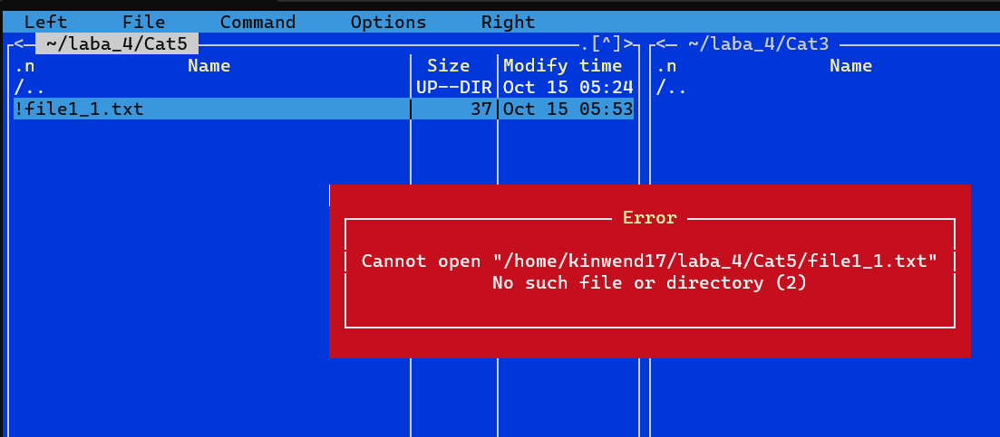 Left File Command Options Right
<─ ~/laba_4/Cat5 .[^]> <─ ~/laba_4/Cat3
.n Name Size Modify time .n Name
/.. UP--DIR Oct 15 05:24 /..
!file1_1.txt 37 Oct 15 05:53
Error
Cannot open "/home/kinwend17/laba_4/Cat5/file1_1.txt"
No such file or directory (2)